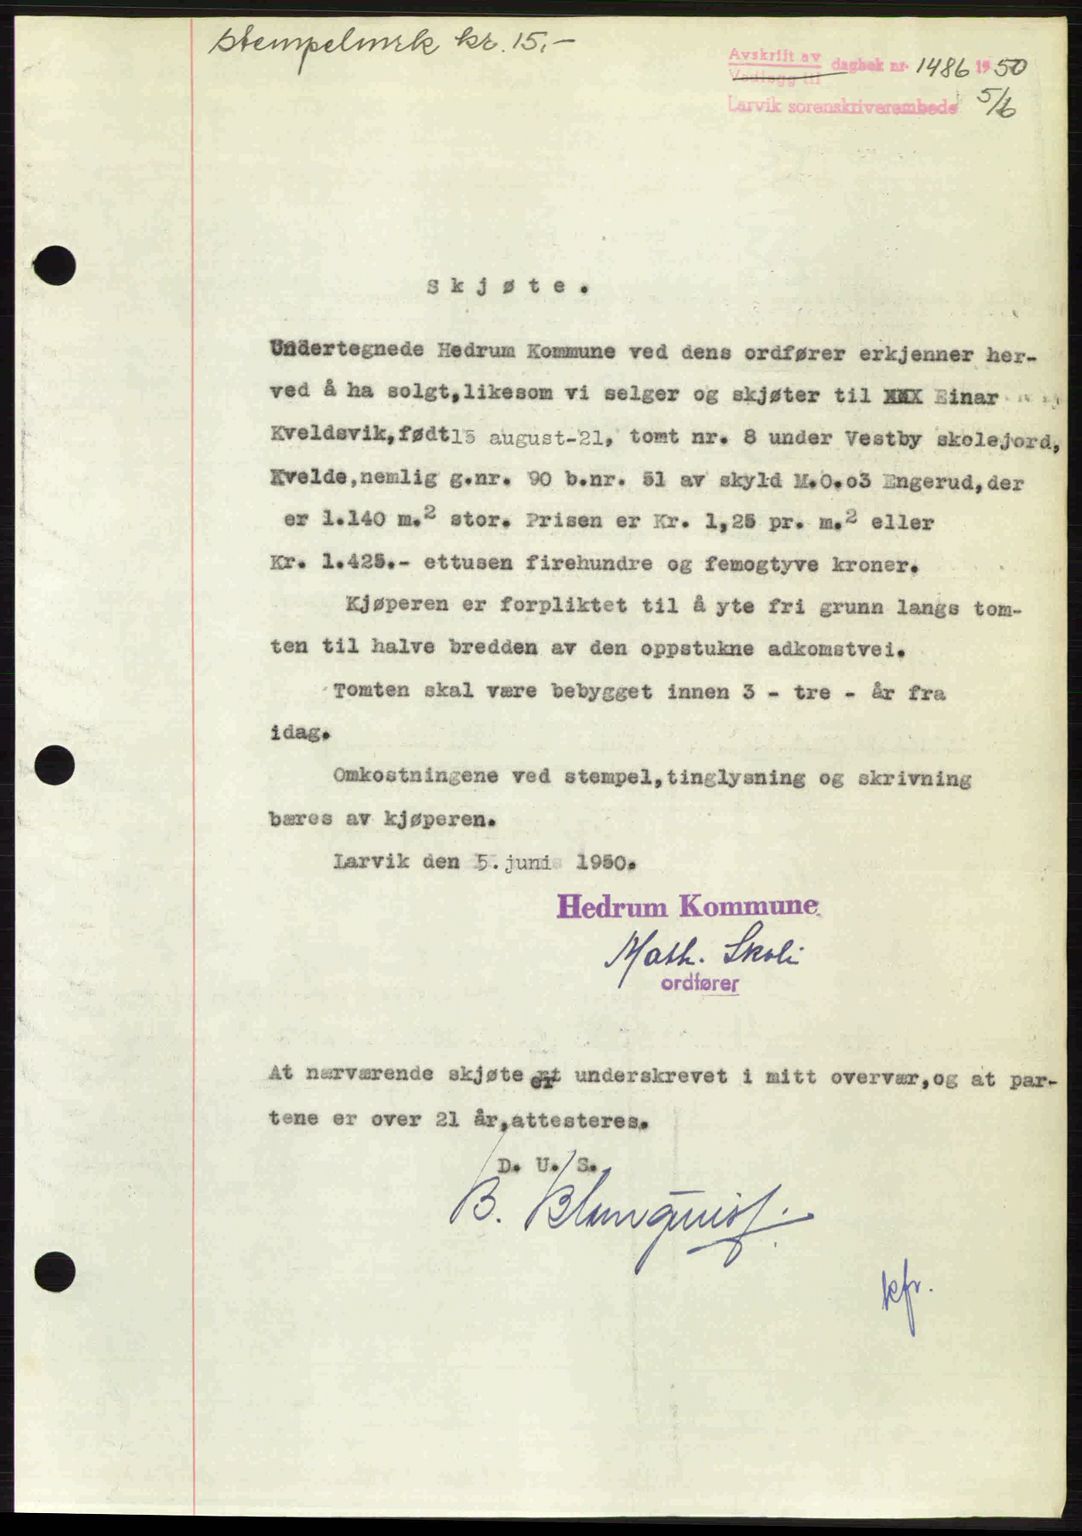 Stempelmerk kr. 15,-
Avskrift av
Vedlegg til
dagbok nr. 1486 1950
Larvik sorenskriverembede 5/6
Skjøte.
Undertegnede Hedrum Kommune ved dens ordfører erkjenner her-
ved å ha solgt,likesom vi selger og skjøter til XXX Einar
Kveldsvik,født 15 august-21, tomt nr. 8 under Vestby skolejord,
Kvelde,nemlig g.nr. 90 b.nr. 51 av skyld M.0.o3 Engerud,der
er 1.140 m.2 stor. Prisen er Kr. 1,25 pr. m.2 eller
Kr. 1.425.- ettusen firehundre og femogtyve kroner.
Kjøperen er forpliktet til å yte fri grunn langs tom-
ten til halve bredden av den oppstukne adkomstvei.
Tomten skal være bebygget innen 3 - tre - år fra
idag.
Omkostningene ved stempel,tinglysning og skrivning
bæres av kjøperen.
Larvik den 5. juni 1950.
Hedrum Kommune
Math. Skoli
ordfører
At nærværende skjøte er underskrevet i mitt overvær,og at par-
tene er over 21 år,attesteres.
D. U. S.
B. Blomquist.
kfr.